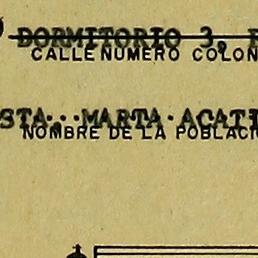 DORMITORIO 3,
CALLE NUMERO COLON
STA. MARTA ACATI
NOMBRE DE LA POBLACI